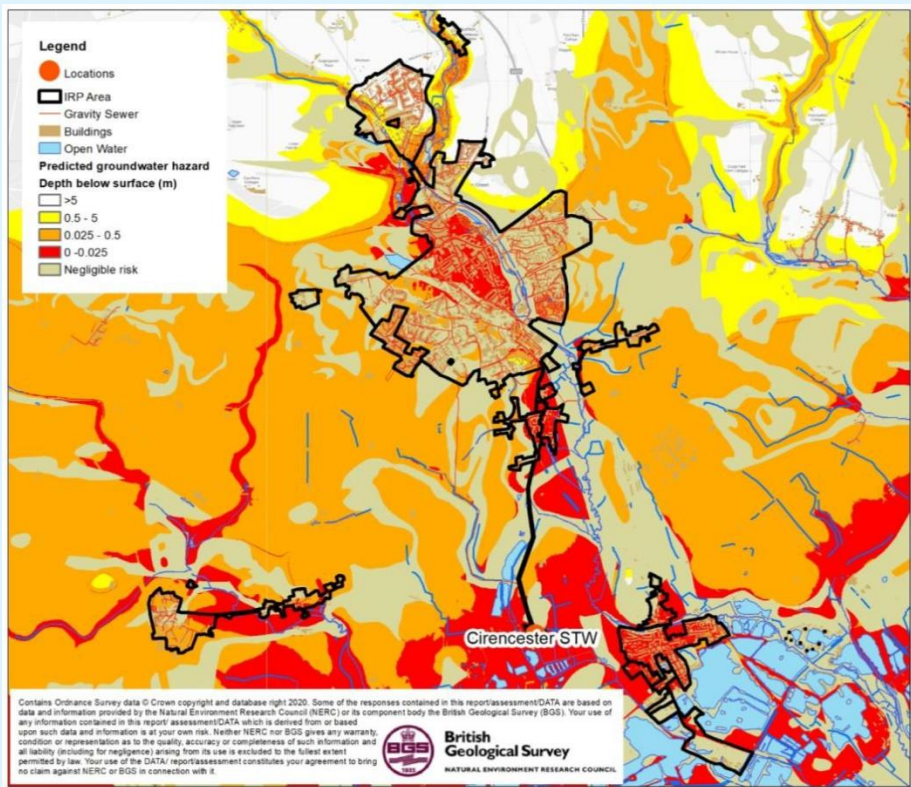 Legend
Locations
IRP Area
Gravity Sewer
Buildings
Open Water
Predicted groundwater hazard
Depth below surface (m)
>5
0.5 - 5
0.025 - 0.5
0 -0.025
Negligible risk
Cirencester STW
Contains Ordnance Survey data © Crown copyright and database right 2020. Some of the responses contained in this report/assessment/DATA are based on
data and information provided by the Natural Environment Research Council (NERC) or its component body the British Geological Survey (BGS). Your use of
any information contained in this report/ assessment/DATA which is derived from or based
upon such data and information is at your own risk. Neither NERC nor BGS gives any warranty,
condition or representation as to the quality, accuracy or completeness of such information and
all liability (including for negligence) arising from its use is excluded to the fullest extent
permitted by law. Your use of the DATA/ report/assessment constitutes your agreement to bring
no claim against NERC or BGS in connection with it.
BGS
1835
British
Geological Survey
NATURAL ENVIRONMENT RESEARCH COUNCIL